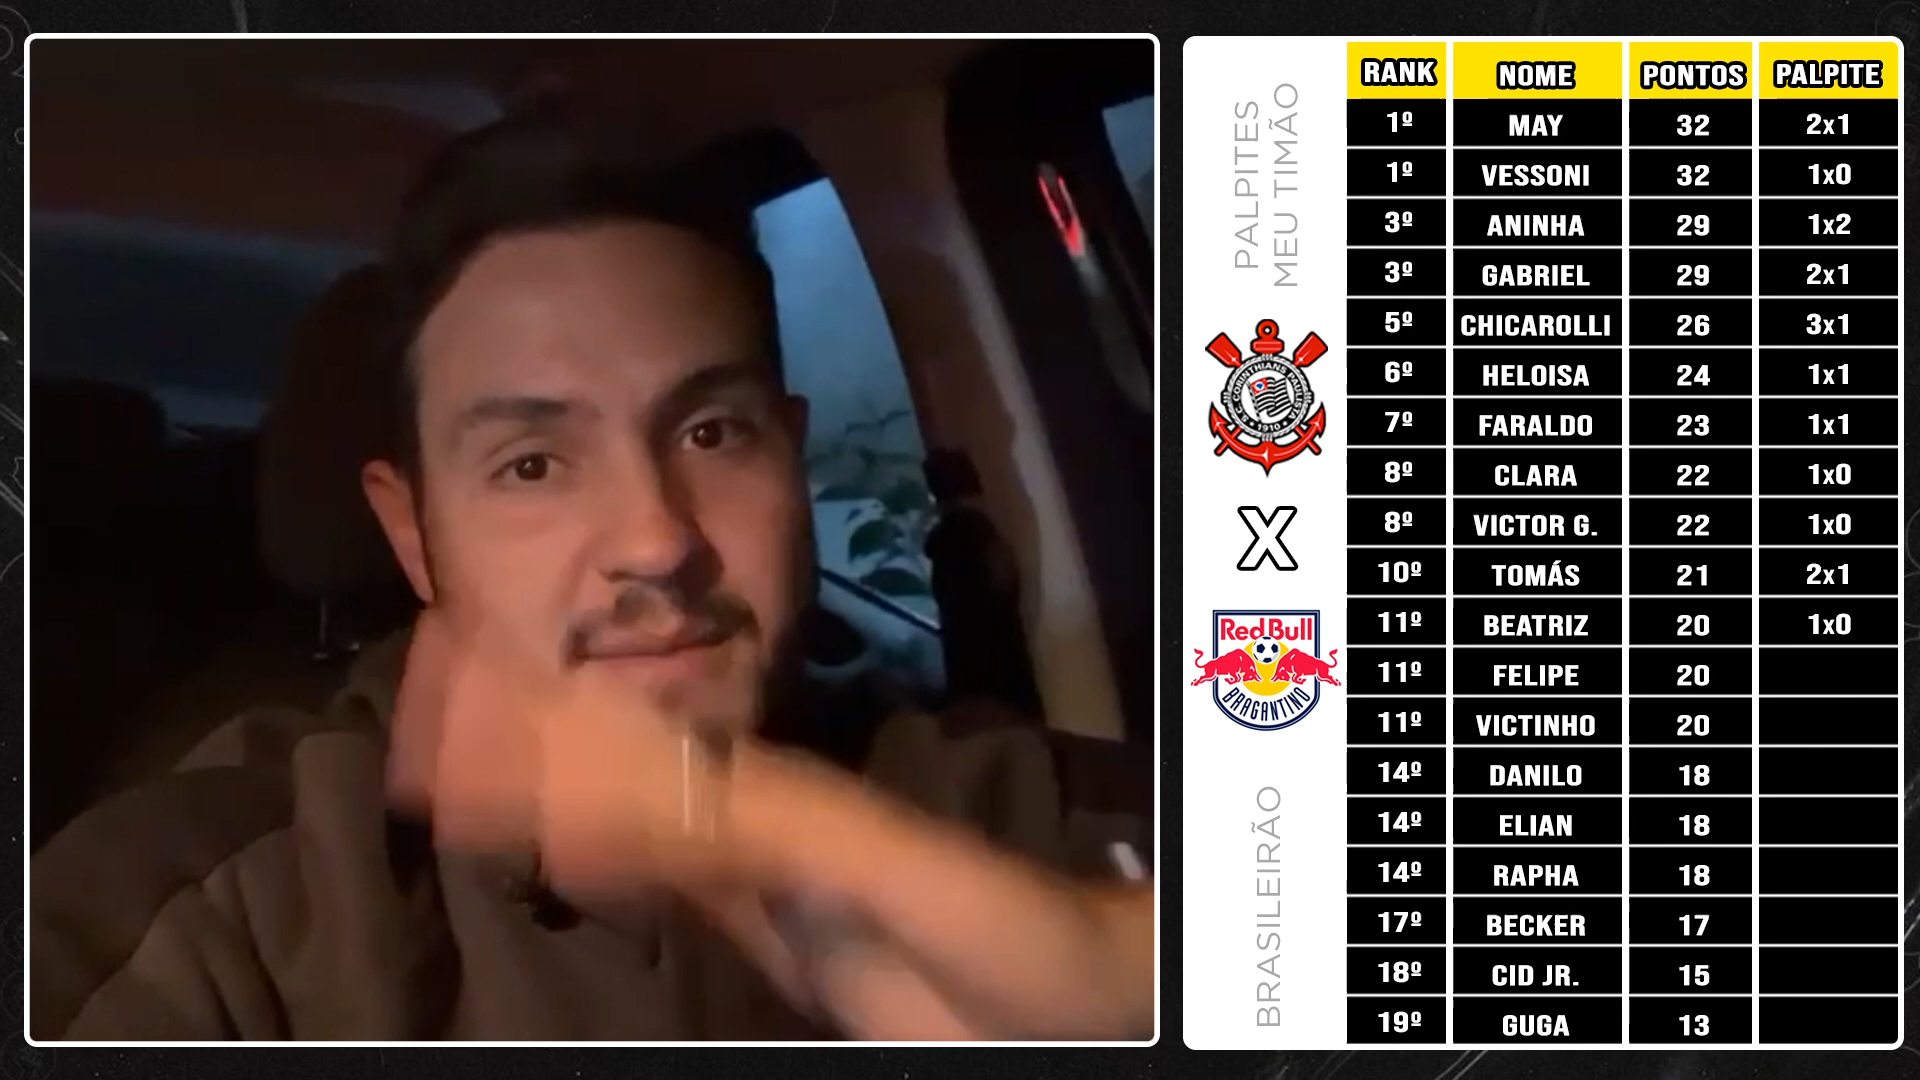 PALPITES
MEU TIMÃO
S.C. CORINTHIANS PAULISTA
1910
X
Red Bull
BRAGANTINO
BRASILEIRÃO
RANK NOME PONTOS PALPITE
1º MAY 32 2x1
1º VESSONI 32 1x0
3º ANINHA 29 1x2
3º GABRIEL 29 2x1
5º CHICAROLLI 26 3x1
6º HELOISA 24 1x1
7º FARALDO 23 1x1
8º CLARA 22 1x0
8º VICTOR G. 22 1x0
10º TOMÁS 21 2x1
11º BEATRIZ 20 1x0
11º FELIPE 20
11º VICTINHO 20
14º DANILO 18
14º ELIAN 18
14º RAPHA 18
17º BECKER 17
18º CID JR. 15
19º GUGA 13